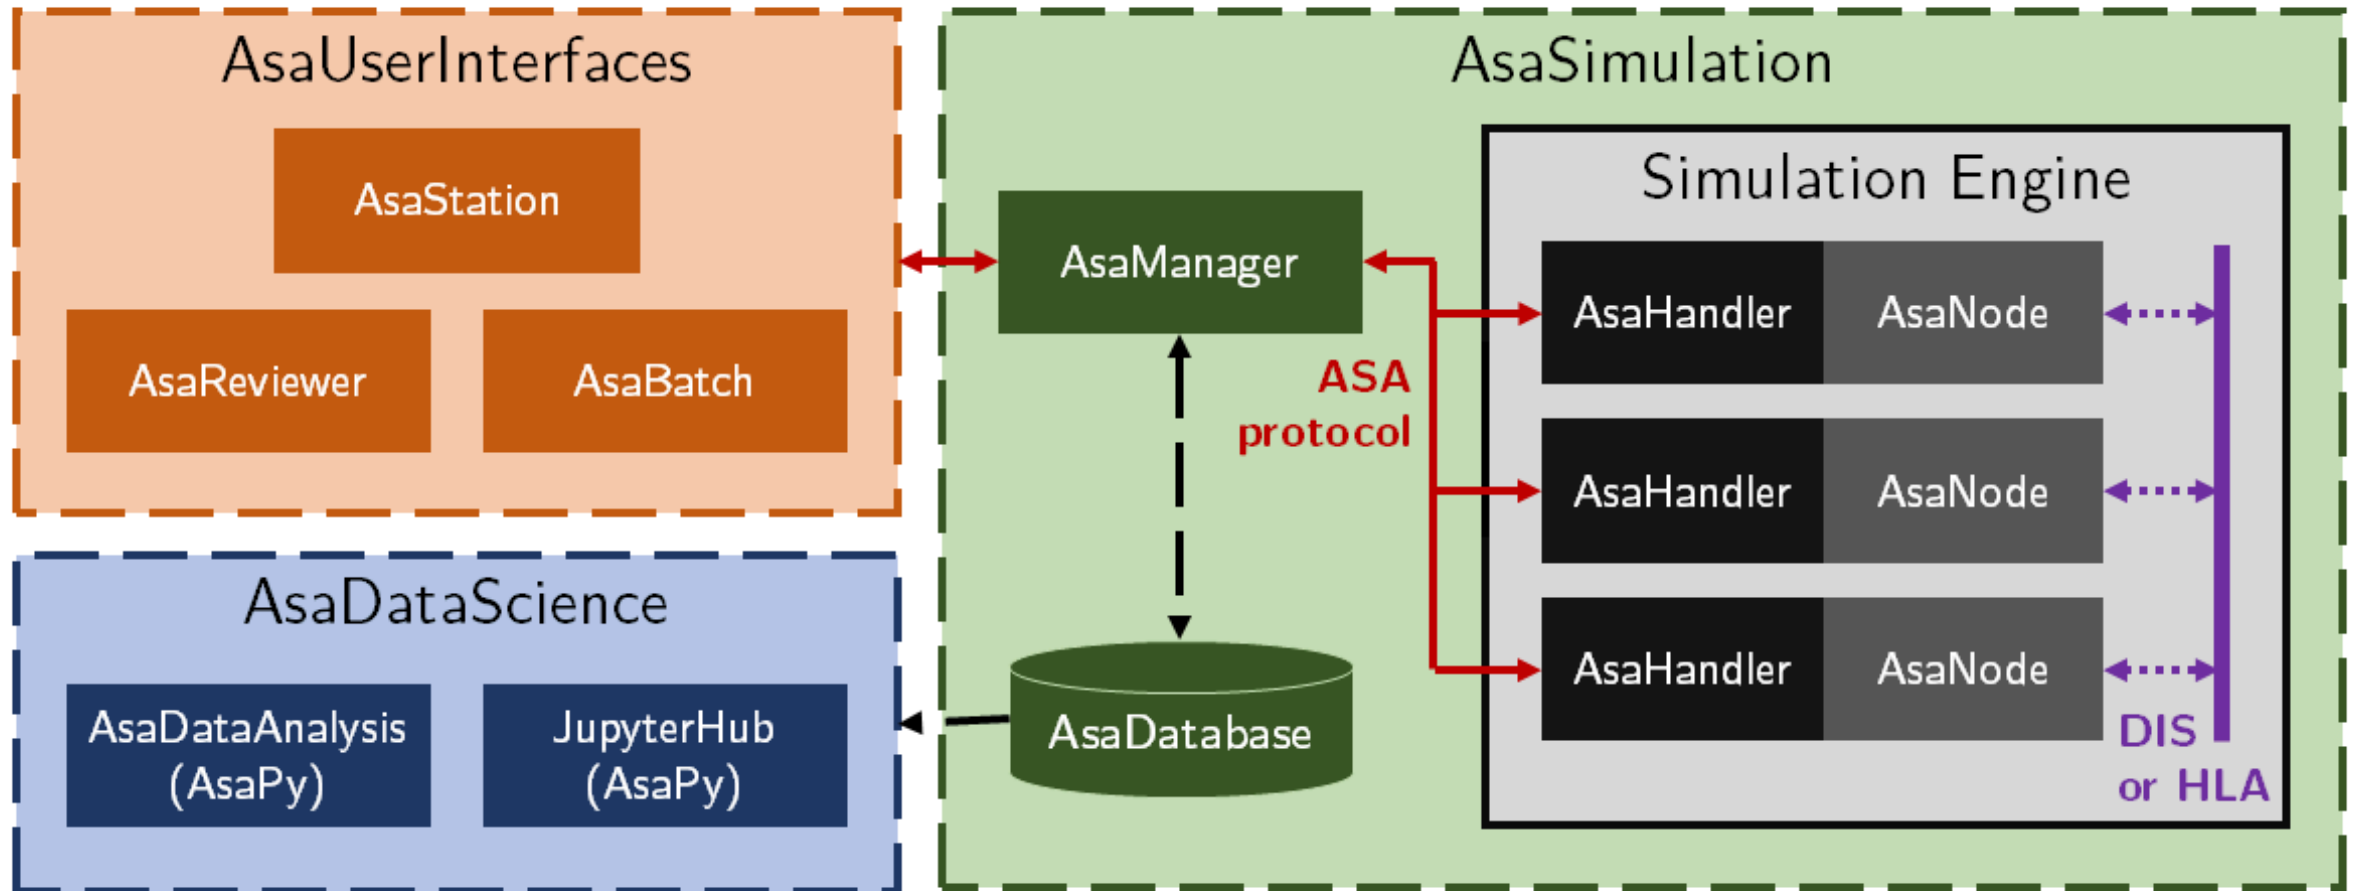 AsaUserInterfaces
AsaStation
AsaReviewer
AsaBatch
AsaDataScience
AsaDataAnalysis
(AsaPy)
JupyterHub
(AsaPy)
AsaSimulation
AsaManager
ASA
protocol
AsaDatabase
Simulation Engine
AsaHandler
AsaNode
AsaHandler
AsaNode
AsaHandler
AsaNode
DIS
or HLA